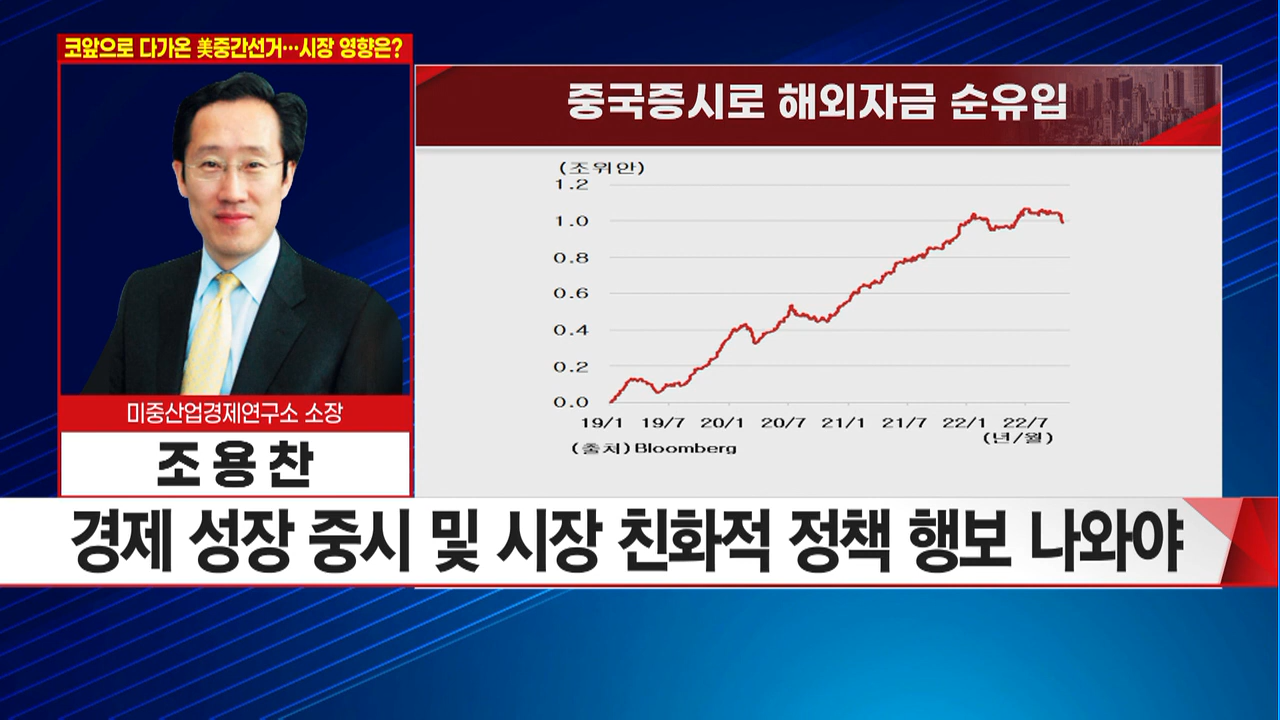 코앞으로 다가온 美중간선거…시장 영향은?
미중산업경제연구소 소장
조용찬
중국증시로 해외자금 순유입
(조위안)
1.2
1.0
0.8
0.6
0.4
0.2
0.0
19/1 19/7 20/1 20/7 21/1 21/7 22/1 22/7
(년/월)
(출처)Bloomberg
경제 성장 중시 및 시장 친화적 정책 행보 나와야